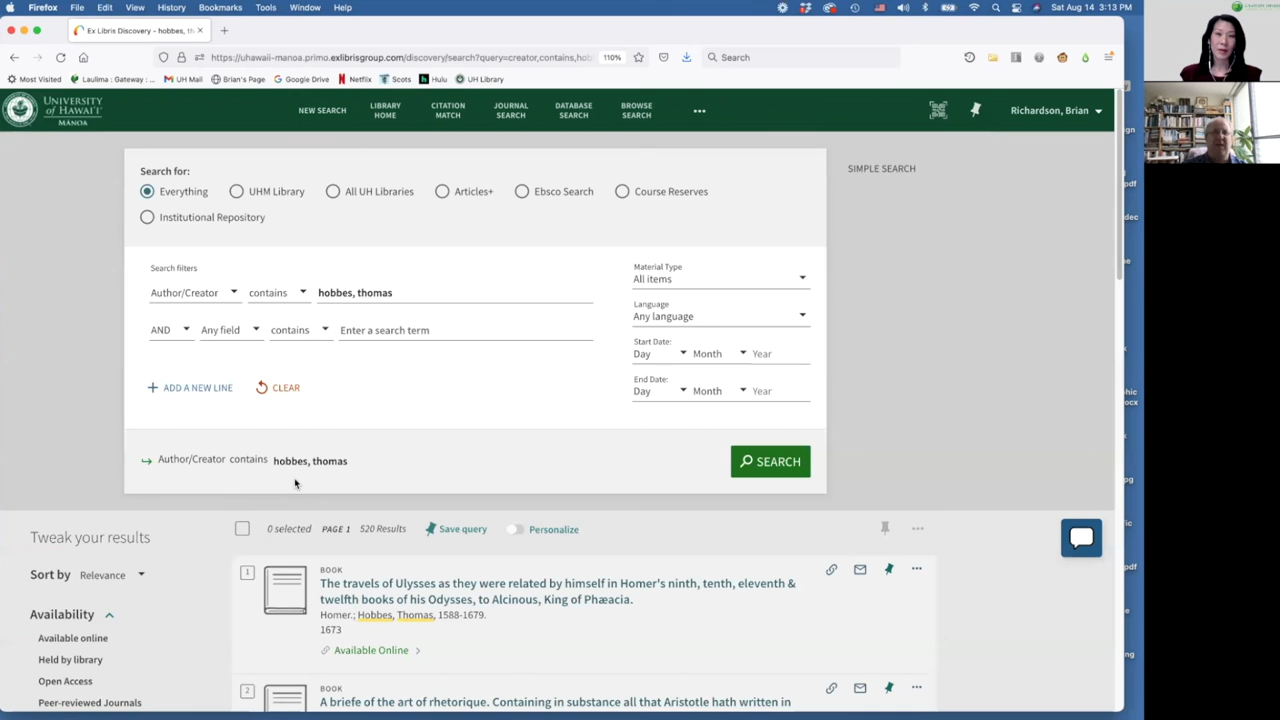 Firefox File Edit View History Bookmarks Tools Window Help
Sat Aug 14 3:13 PM
Ex Libris Discovery - hobbes, th
https://uhawaii-manoa.primo.exlibrisgroup.com/discovery/search?query=creator,contains,hob
110%
Search
Most Visited
Laulima : Gateway : ...
UH Mail
Brian's Page
Google Drive
Netflix
Scots
Hulu
UH Library
UNIVERSITY
of HAWAI'I
MĀNOA
NEW SEARCH
LIBRARY
HOME
CITATION
MATCH
JOURNAL
SEARCH
DATABASE
SEARCH
BROWSE
SEARCH
Richardson, Brian
Search for:
Everything
UHM Library
All UH Libraries
Articles+
Ebsco Search
Course Reserves
Institutional Repository
SIMPLE SEARCH
Search filters
Author/Creator contains hobbes, thomas
AND Any field contains Enter a search term
Material Type
All items
Language
Any language
Start Date:
Day Month Year
End Date:
Day Month Year
+ ADD A NEW LINE
CLEAR
Author/Creator contains hobbes, thomas
SEARCH
Tweak your results
Sort by Relevance
Availability
Available online
Held by library
Open Access
Peer-reviewed Journals
0 selected PAGE 1 520 Results Save query Personalize
1
BOOK
The travels of Ulysses as they were related by himself in Homer's ninth, tenth, eleventh &
twelfth books of his Odysses, to Alcinous, King of Phæacia.
Homer.; Hobbes, Thomas, 1588-1679.
1673
Available Online
2
BOOK
A briefe of the art of rhetorique. Containing in substance all that Aristotle hath written in
pdf
dec
ne
hic
ocx
pg
fic
pdf
ng